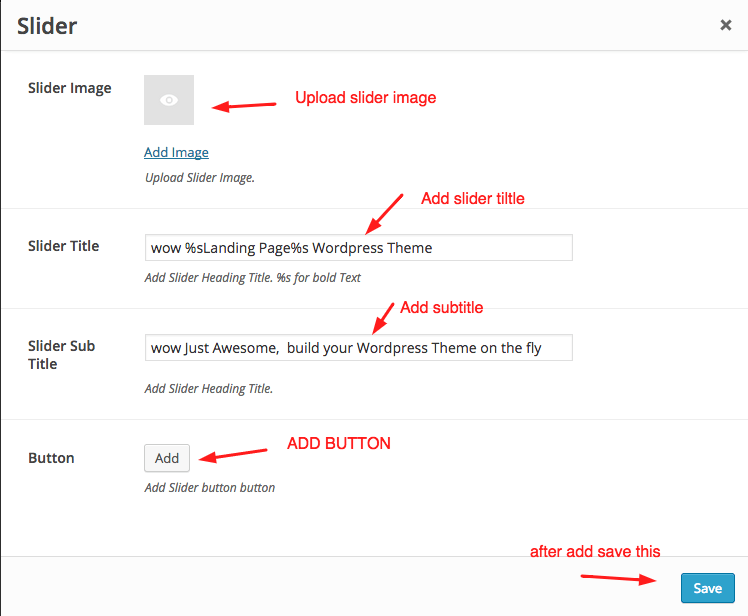 Slider
Slider Image
Upload slider image
Add Image
Upload Slider Image.
Add slider tiltle
Slider Title
wow %sLanding Page%s Wordpress Theme
Add Slider Heading Title. %s for bold Text
Add subtitle
Slider Sub
Title
wow Just Awesome,  build your Wordpress Theme on the fly
Add Slider Heading Title.
ADD BUTTON
Button
Add
Add Slider button button
after add save this
Save